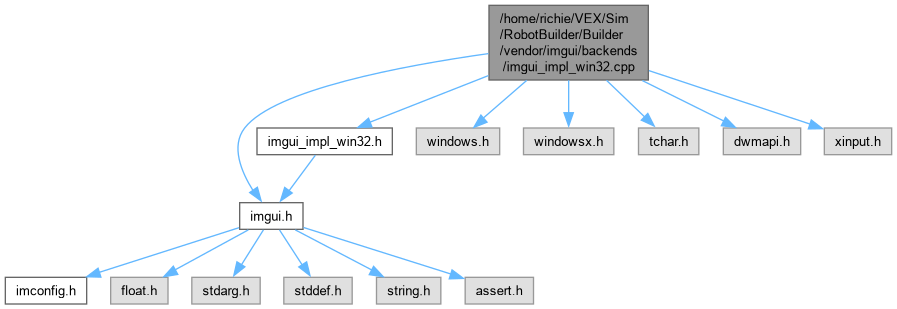 /home/richie/VEX/Sim
/RobotBuilder/Builder
/vendor/imgui/backends
/imgui_impl_win32.cpp
imgui_impl_win32.h
windows.h
windowsx.h
tchar.h
dwmapi.h
xinput.h
imgui.h
imconfig.h
float.h
stdarg.h
stddef.h
string.h
assert.h